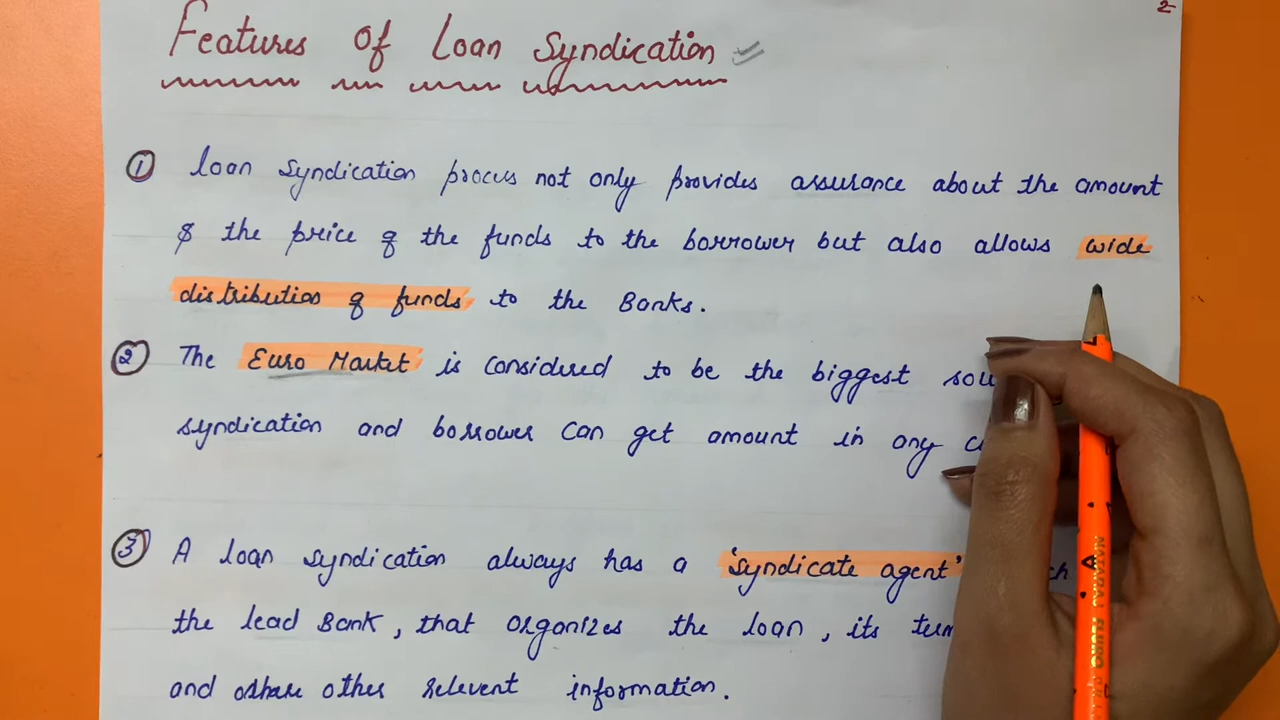 2
Features Of Loan Syndication
① Loan Syndication process not only provides assurance about the amount
& the price of the funds to the borrower but also allows wide
distribution of funds to the Banks.
② The Euro Market is considered to be the biggest
syndication and borrower can get amount in any
③ A loan syndication always has a 'syndicate agent'
the lead Bank, that organizes the loan, its
and share other relevent information.